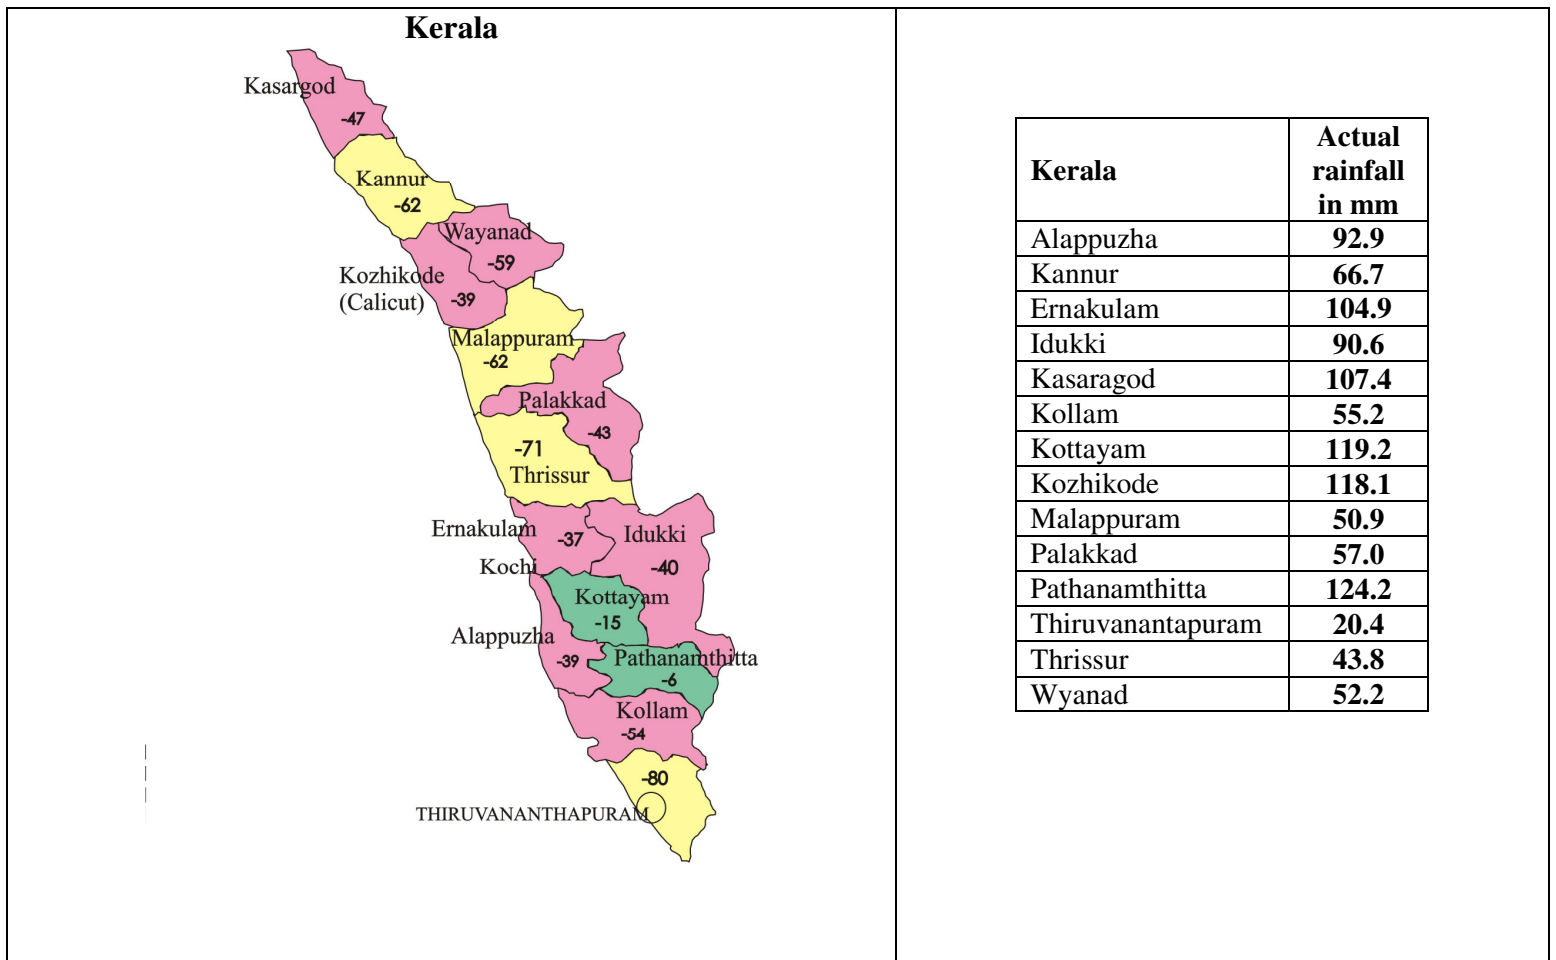 Kerala
Kasargod
-47
Kannur
-62
Wayanad
-59
Kozhikode
(Calicut)
-39
Malappuram
-62
Palakkad
-43
-71
Thrissur
Ernakulam
-37
Idukki
-40
Kochi
Kottayam
-15
Alappuzha
-39
Pathanamthitta
-6
Kollam
-54
-80
THIRUVANANTHAPURAM
Kerala
Actual
rainfall
in mm
Alappuzha 92.9
Kannur 66.7
Ernakulam 104.9
Idukki 90.6
Kasaragod 107.4
Kollam 55.2
Kottayam 119.2
Kozhikode 118.1
Malappuram 50.9
Palakkad 57.0
Pathanamthitta 124.2
Thiruvanantapuram 20.4
Thrissur 43.8
Wyanad 52.2